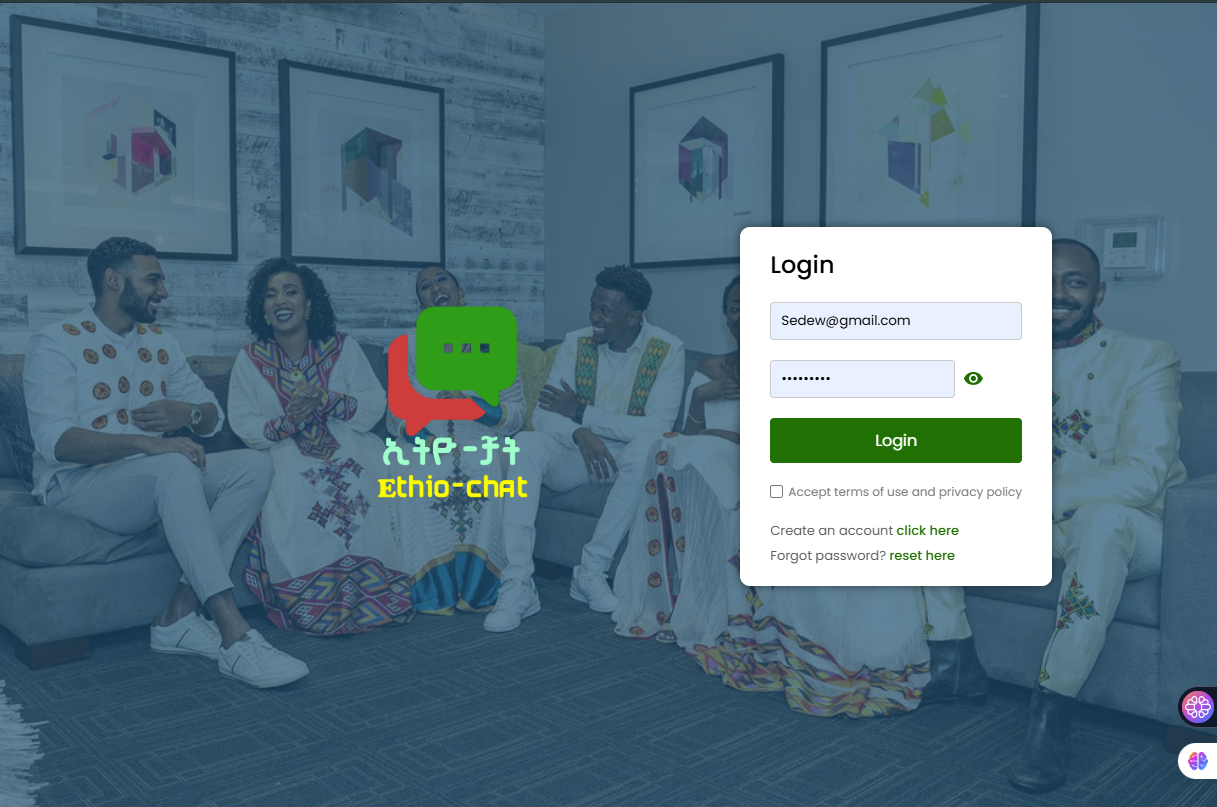 Login
Sedew@gmail.com
•••••••••
Login
Accept terms of use and privacy policy
Create an account click here
Forgot password? reset here
ኢትዮ-ቻት
Ethio-chat